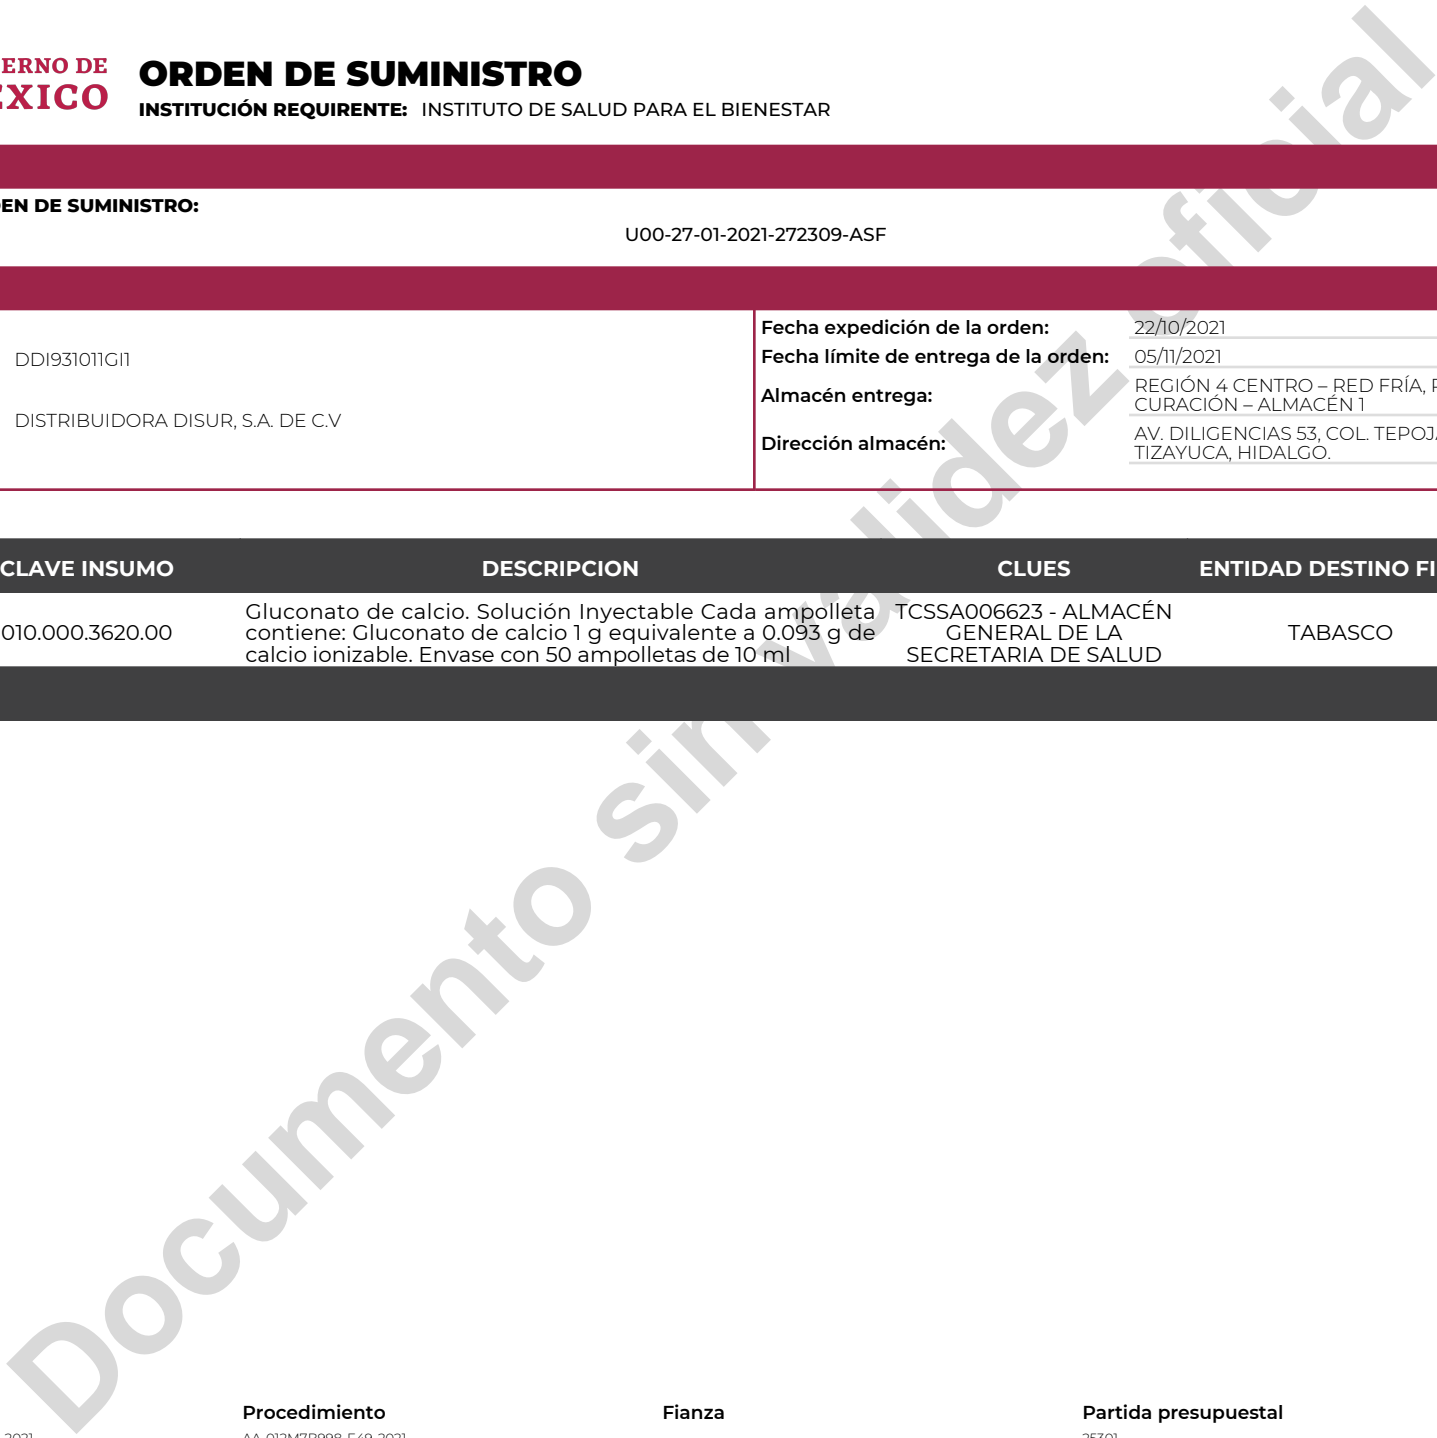 ERNO DE
ORDEN DE SUMINISTRO
INSTITUCIÓN REQUIRENTE: INSTITUTO DE SALUD PARA EL BIENESTAR
EN DE SUMINISTRO:
U00-27-01-2021-272309-ASF
DDI931011GI1
DISTRIBUIDORA DISUR, S.A. DE C.V
Fecha expedición de la orden: 22/10/2021
Fecha límite de entrega de la orden: 05/11/2021
Almacén entrega: REGIÓN 4 CENTRO – RED FRÍA,
CURACIÓN – ALMACÉN 1
Dirección almacén: AV. DILIGENCIAS 53, COL. TEPOJ
TIZAYUCA, HIDALGO.
CLAVE INSUMO DESCRIPCION CLUES ENTIDAD DESTINO FI
010.000.3620.00
Gluconato de calcio. Solución Inyectable Cada ampolleta
contiene: Gluconato de calcio 1 g equivalente a 0.093 g de
calcio ionizable. Envase con 50 ampolletas de 10 ml
TCSSA006623 - ALMACÉN
GENERAL DE LA
SECRETARIA DE SALUD
TABASCO
Documento sin validez oficial
Procedimiento Fianza Partida presupuestal